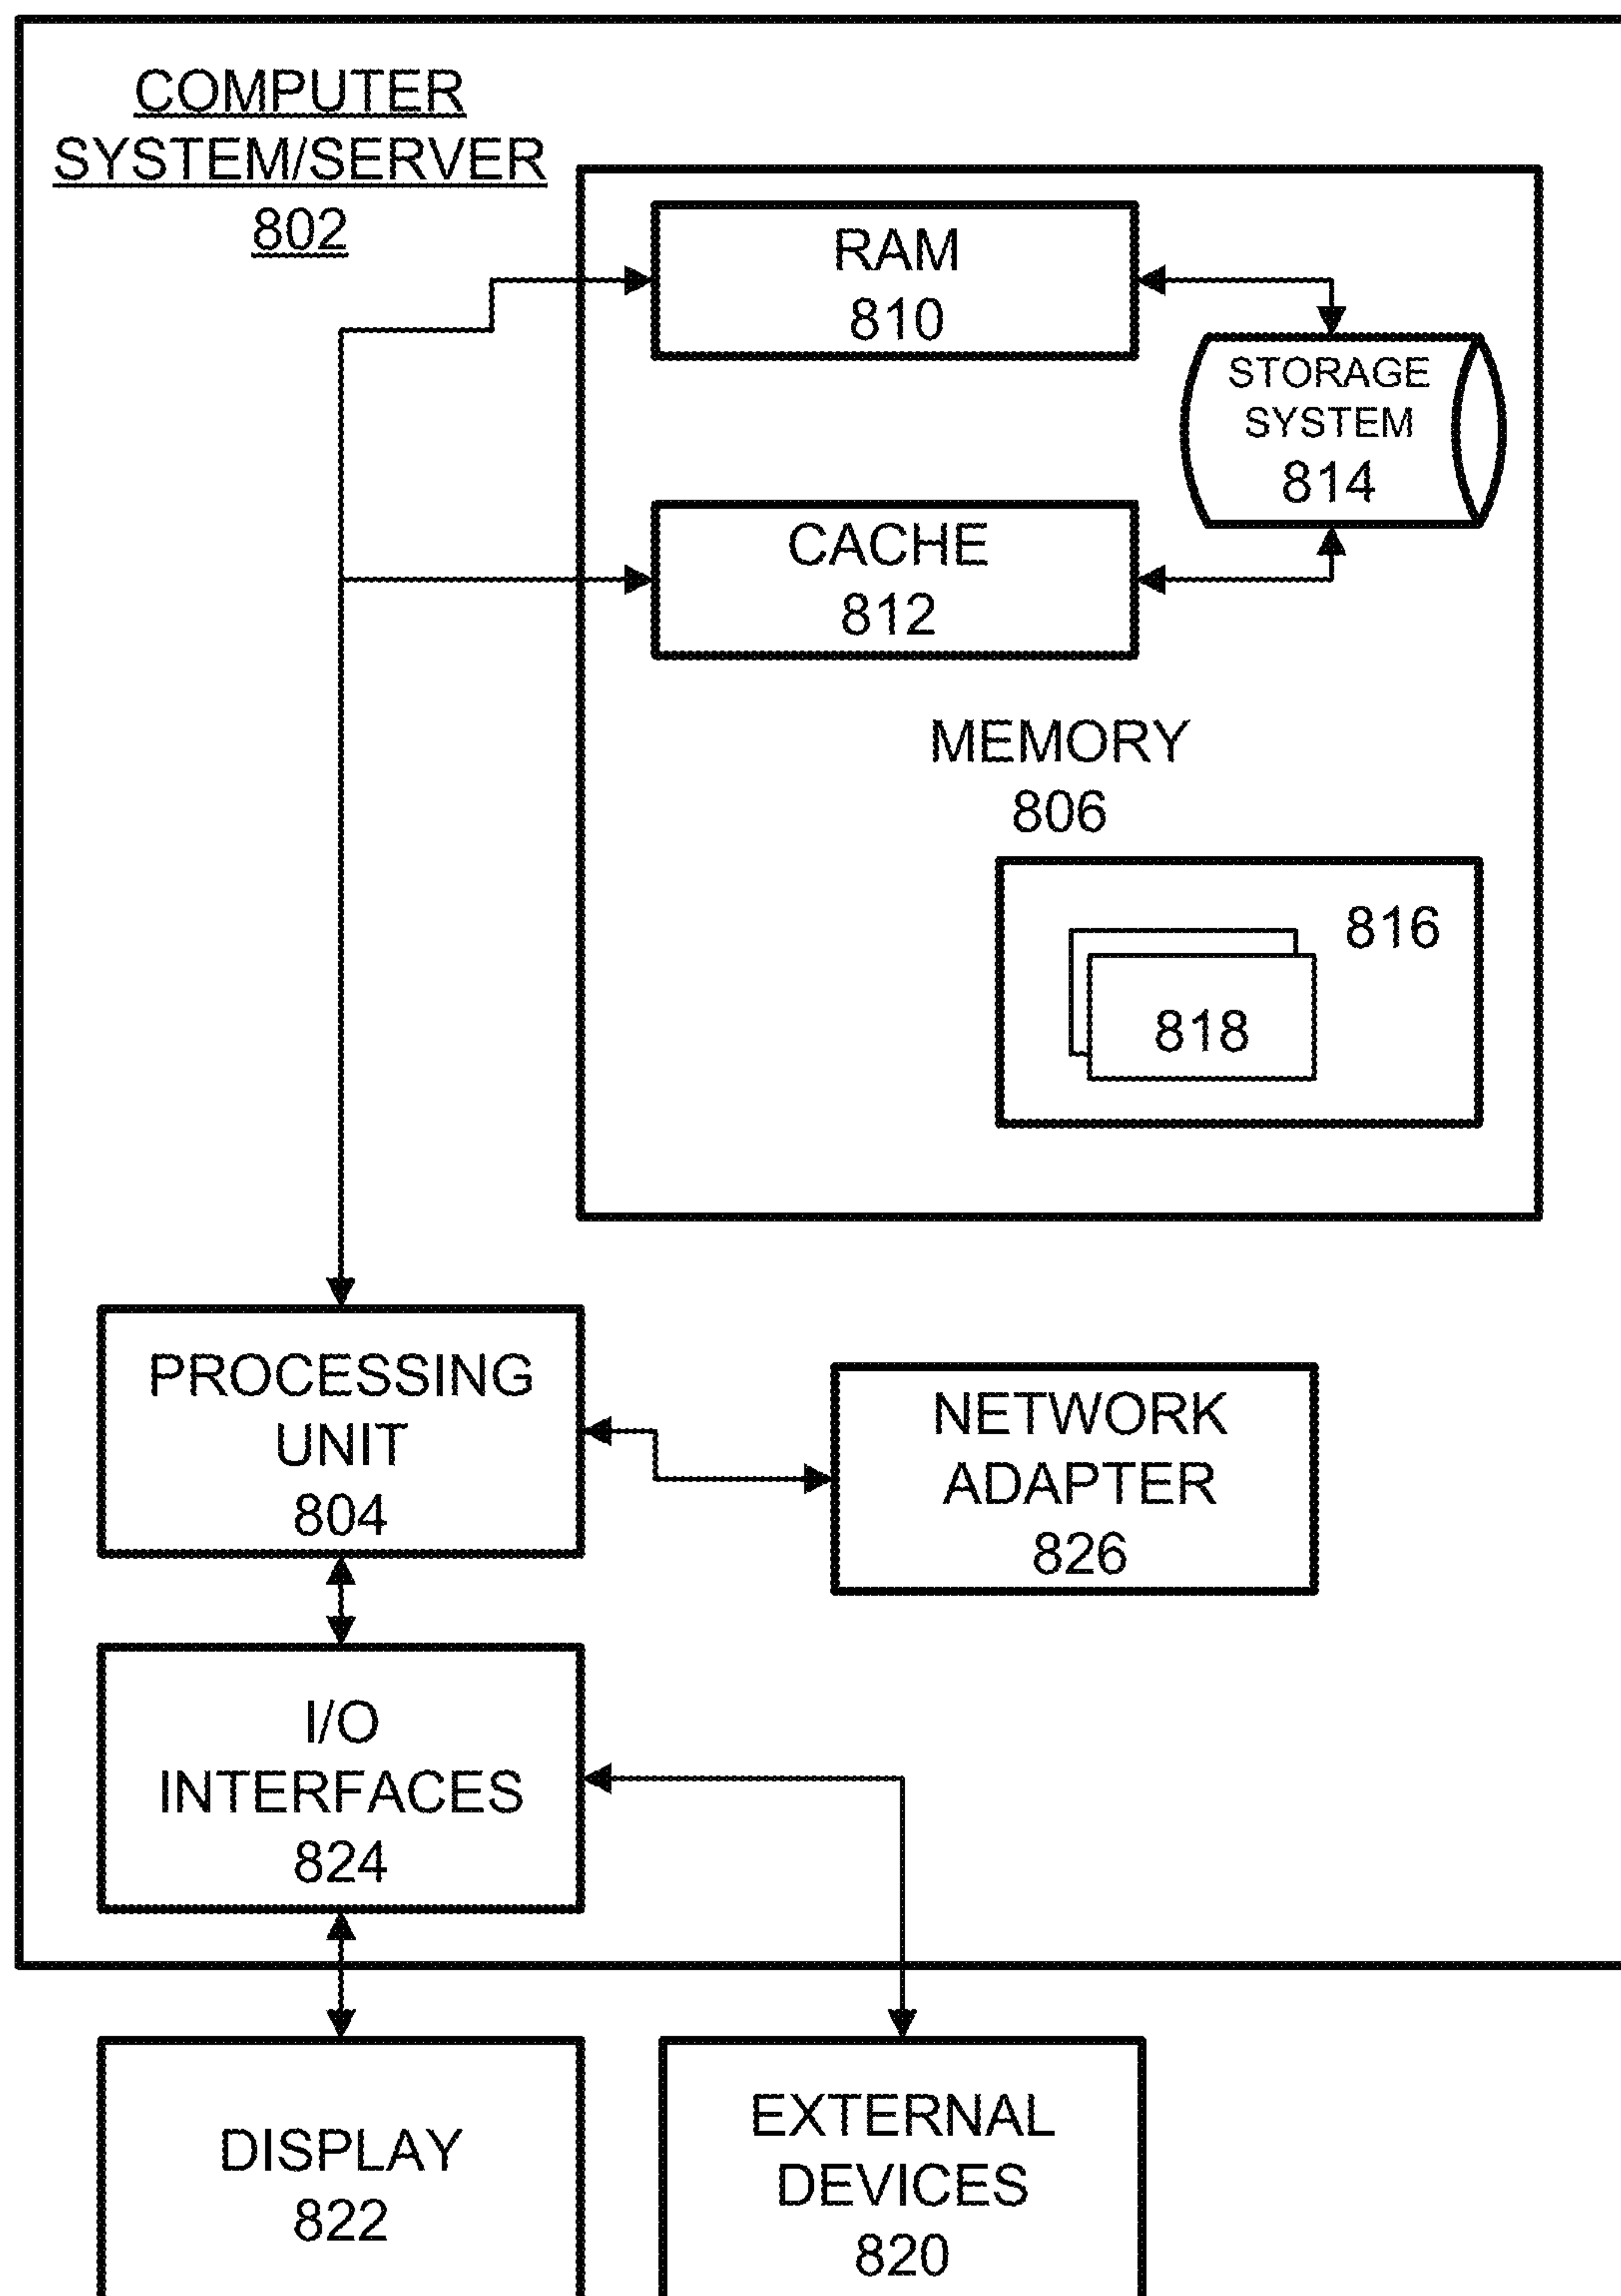 COMPUTER
SYSTEM/SERVER
802
RAM
810
STORAGE
SYSTEM
814
CACHE
812
MEMORY
806
816
818
PROCESSING
UNIT
804
NETWORK
ADAPTER
826
I/O
INTERFACES
824
DISPLAY
822
EXTERNAL
DEVICES
820